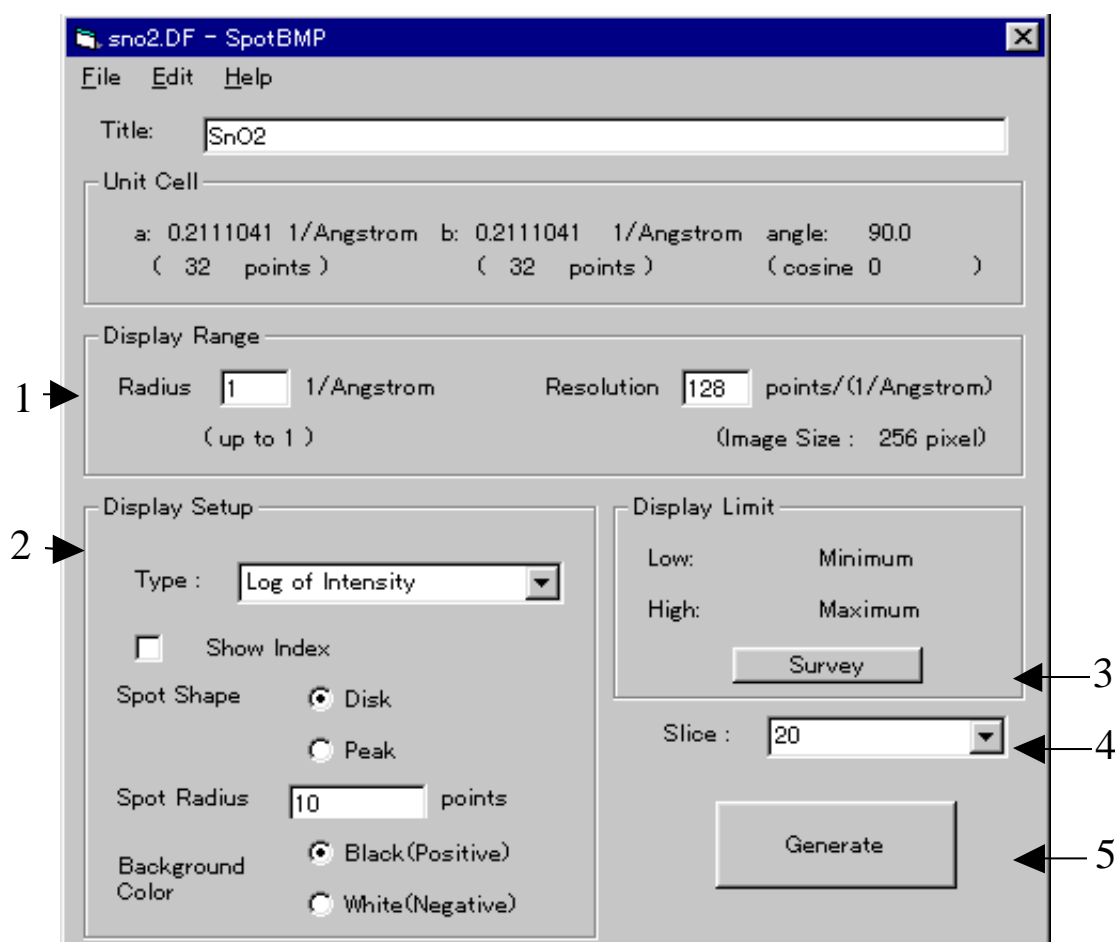 sno2.DF - SpotBMP
File Edit Help
Title: SnO2
Unit Cell
a: 0.2111041 1/Angstrom b: 0.2111041 1/Angstrom angle: 90.0
( 32 points ) ( 32 points ) ( cosine 0 )
Display Range
1
Radius 1 1/Angstrom Resolution 128 points/(1/Angstrom)
( up to 1 ) (Image Size : 256 pixel)
Display Setup
2
Type : Log of Intensity
Show Index
Spot Shape Disk
Peak
Spot Radius 10 points
Background Color
Black(Positive)
White(Negative)
Display Limit
Low: Minimum
High: Maximum
Survey
3
Slice : 20
4
Generate
5